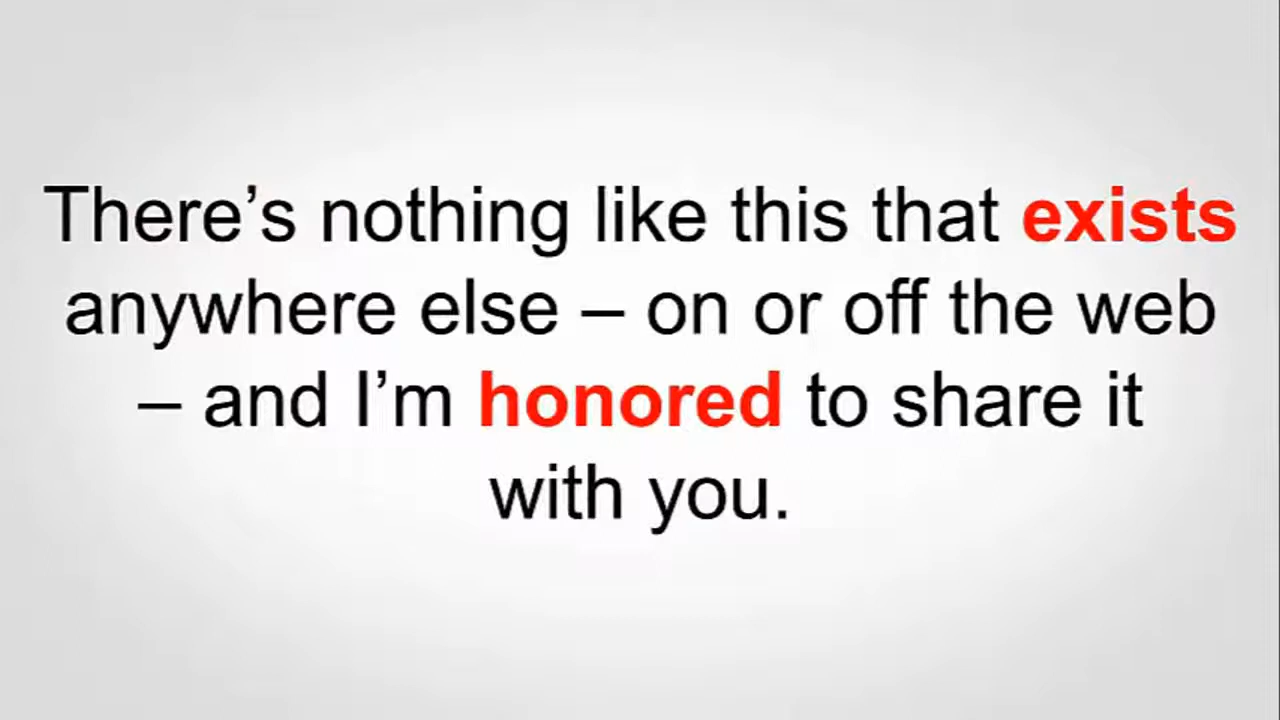 There’s nothing like this that exists
anywhere else – on or off the web
– and I’m honored to share it
with you.